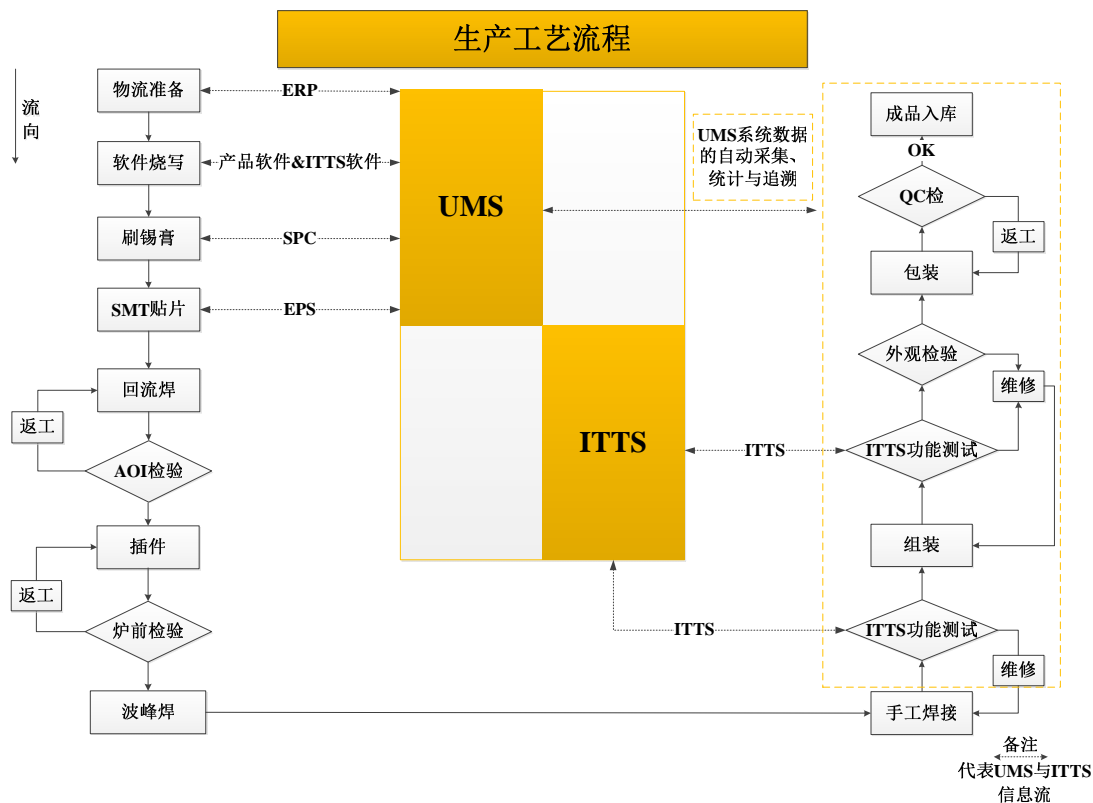 生产工艺流程
流
向
物流准备
ERP
软件烧写
产品软件&ITTS软件
刷锡膏
SPC
SMT贴片
EPS
回流焊
返工
AOI检验
插件
返工
炉前检验
波峰焊
UMS
ITTS
UMS系统数据
的自动采集、
统计与追溯
成品入库
OK
QC检
返工
包装
外观检验
维修
ITTS
ITTS功能测试
组装
ITTS
ITTS功能测试
维修
手工焊接
备注
代表UMS与ITTS
信息流